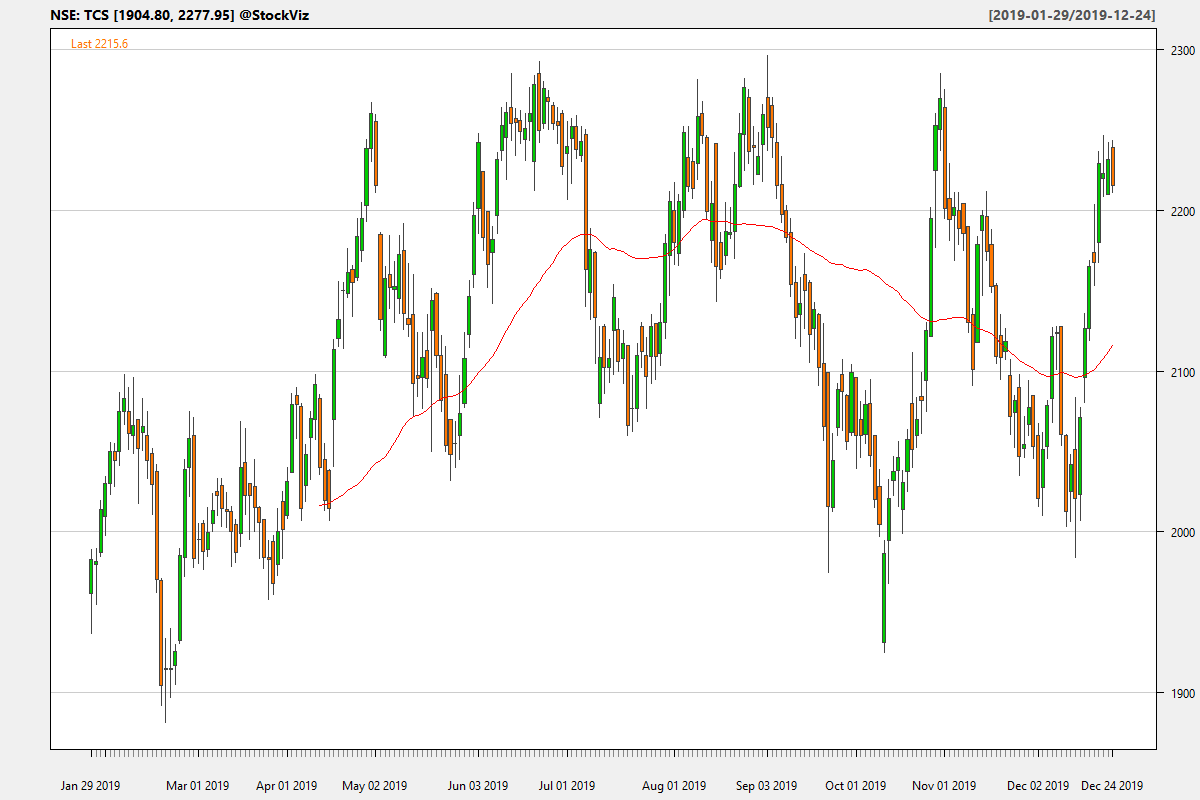 NSE: TCS [1904.80, 2277.95] @StockViz
[2019-01-29/2019-12-24]
Last 2215.6
2300
2200
2100
2000
1900
Jan 29 2019 Mar 01 2019 Apr 01 2019 May 02 2019 Jun 03 2019 Jul 01 2019 Aug 01 2019 Sep 03 2019 Oct 01 2019 Nov 01 2019 Dec 02 2019 Dec 24 2019